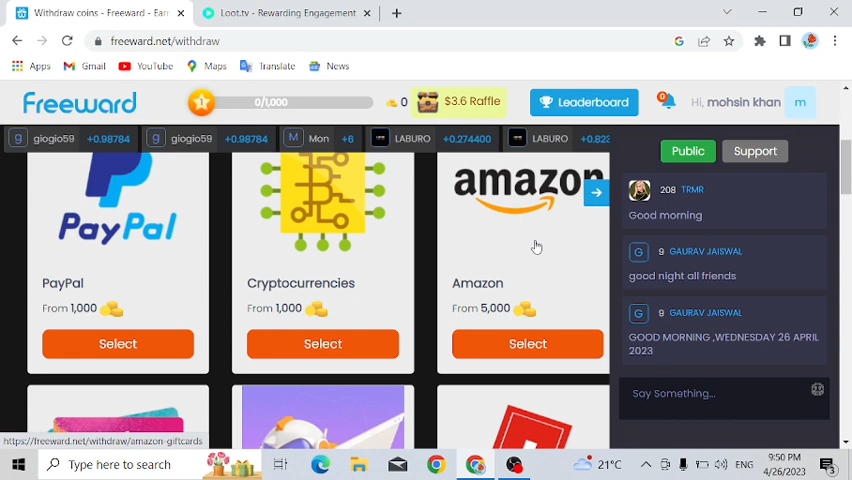 Withdraw coins - Freeward - Earn
Loot.tv - Rewarding Engagement
freeward.net/withdraw
Apps
Gmail
YouTube
Maps
Translate
News
Freeward
1
0/1,000
0
$3.6 Raffle
Leaderboard
0
Hi, mohsin khan
m
g giogio59 +0.98784
g giogio59 +0.98784
M Mon +6
LABURO +0.274400
LABURO +0.823
Public
Support
PayPal
amazon
208 TRMR
Good morning
G 9 GAURAV JAISWAL
good night all friends
G 9 GAURAV JAISWAL
GOOD MORNING ,WEDNESDAY 26 APRIL
2023
Say Something...
PayPal
From 1,000
Select
Cryptocurrencies
From 1,000
Select
Amazon
From 5,000
Select
https://freeward.net/withdraw/amazon-giftcards
Type here to search
21°C
ENG
9:50 PM
4/26/2023
3